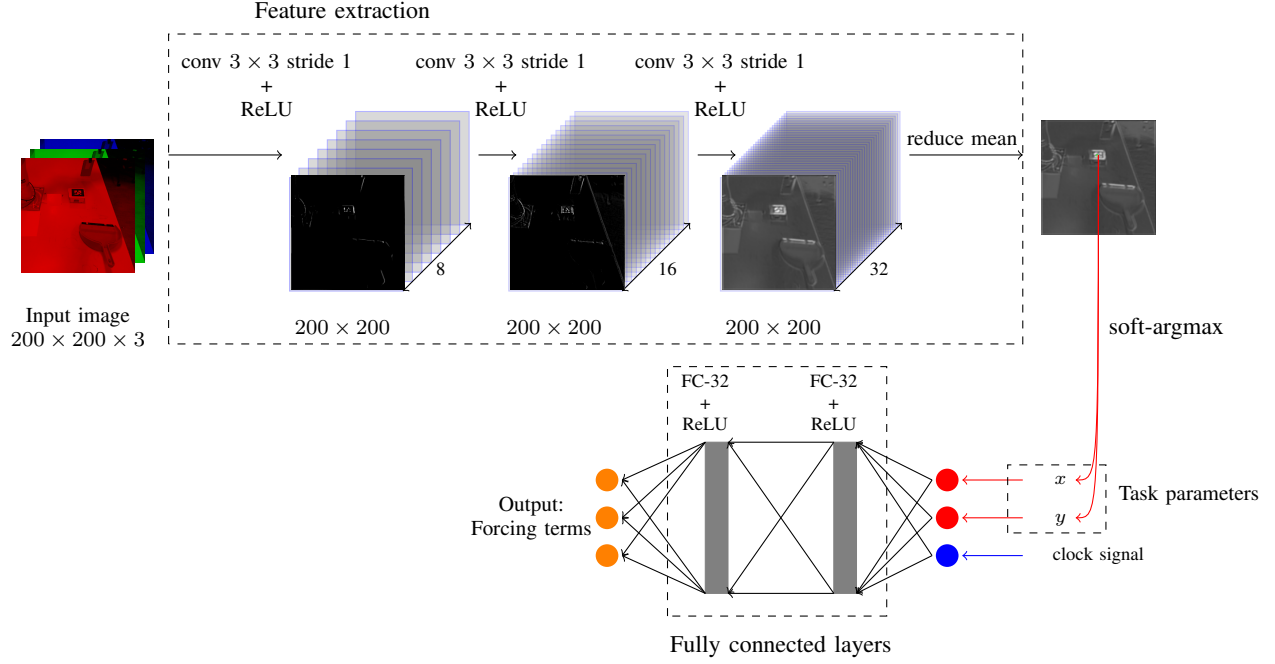 Feature extraction
conv 3 × 3 stride 1
+
ReLU
conv 3 × 3 stride 1
+
ReLU
conv 3 × 3 stride 1
+
ReLU
reduce mean
8
16
32
Input image
200 × 200 × 3
200 × 200
200 × 200
200 × 200
soft-argmax
FC-32
+
ReLU
FC-32
+
ReLU
Output:
Forcing terms
x
y
Task parameters
clock signal
Fully connected layers